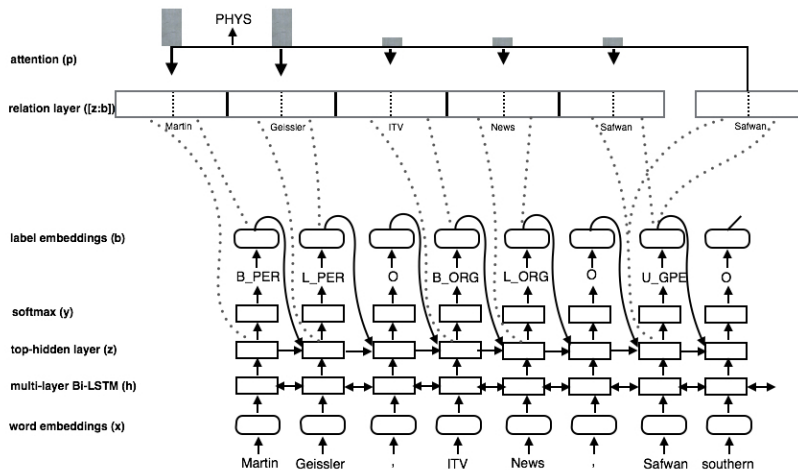 PHYS
attention (p)
relation layer ([z:b])
Martin Geissler ITV News Safwan Safwan
label embeddings (b)
B_PER L_PER O B_ORG L_ORG O U_GPE O
softmax (y)
top-hidden layer (z)
multi-layer Bi-LSTM (h)
word embeddings (x)
Martin Geissler , ITV News , Safwan southern